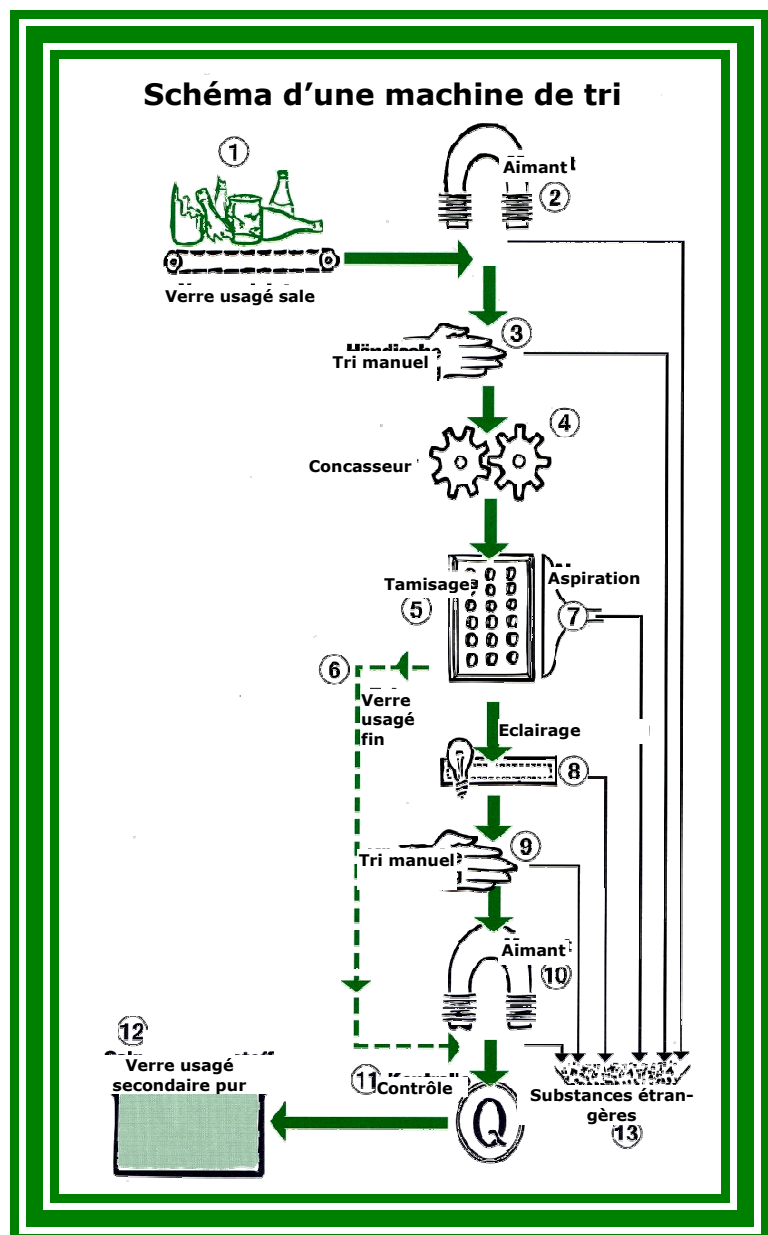 Schéma d’une machine de tri
1
Aimant
2
Verre usagé sale
3
Tri manuel
4
Concasseur
Tamisage
Aspiration
5
7
6
Verre
usagé
fin
Eclairage
8
9
Tri manuel
Aimant
10
12
Verre usagé
secondaire pur
11
Contrôle
Q
Substances étran-
gères
13